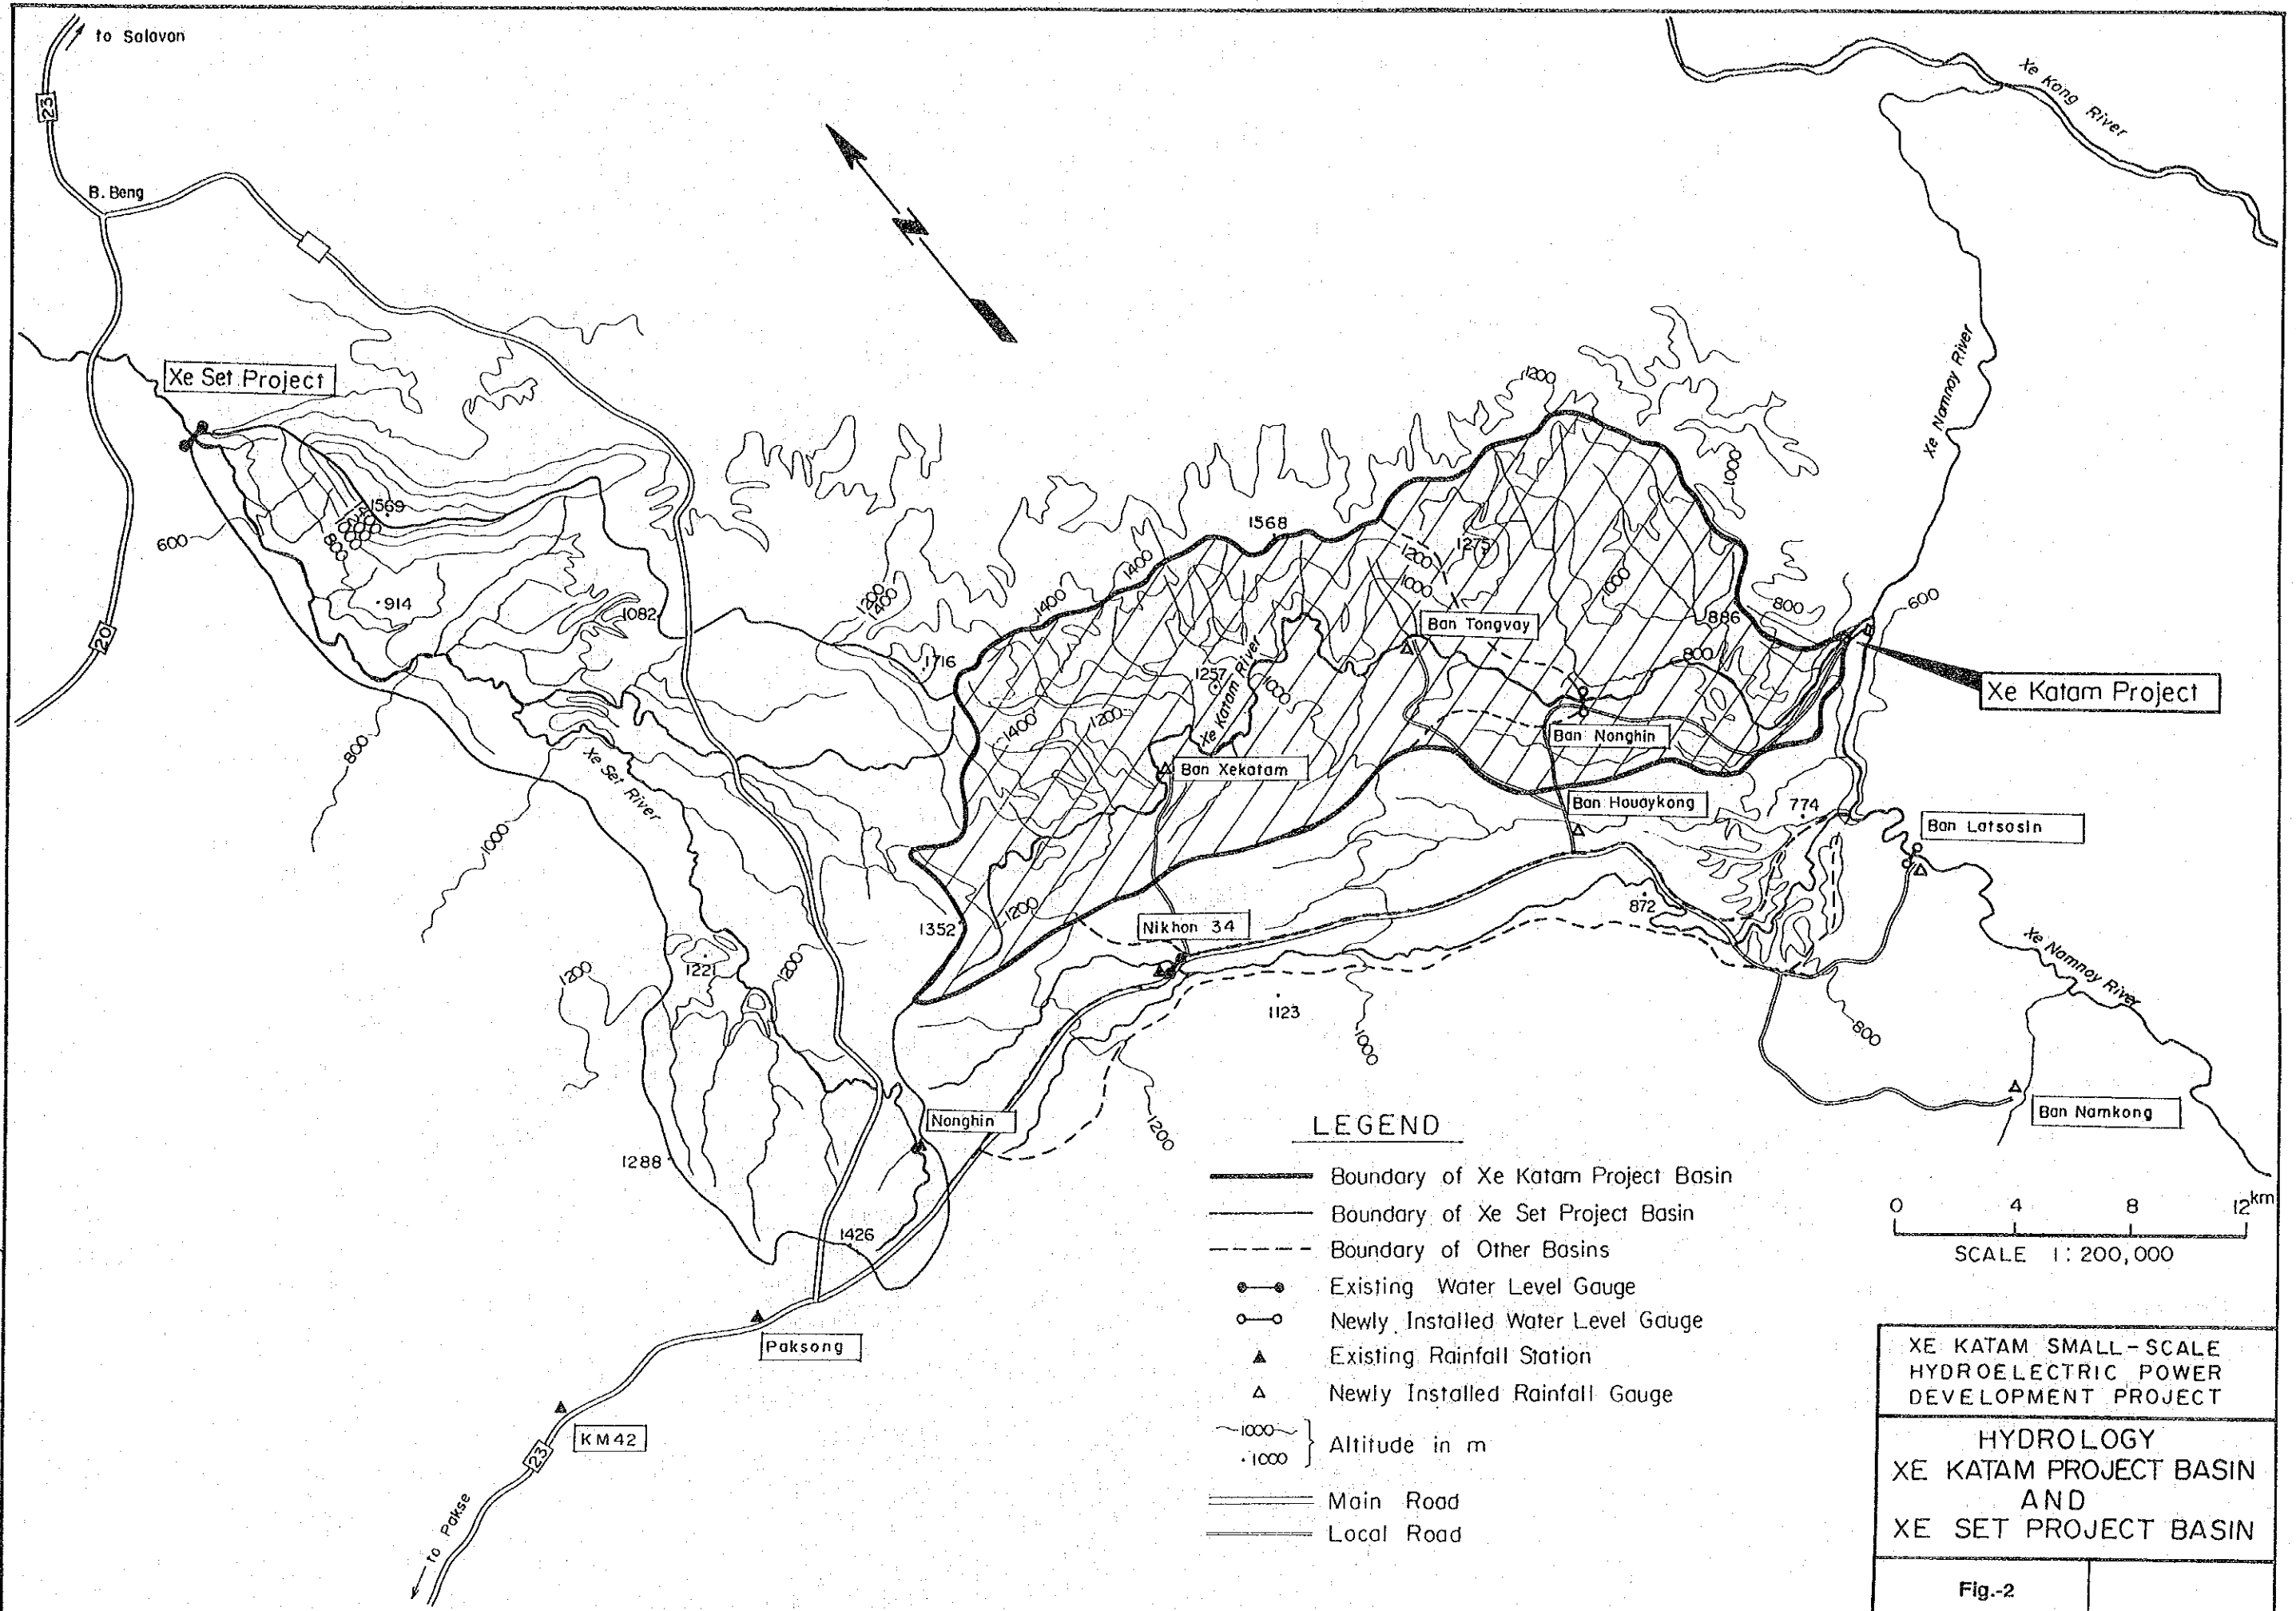 to Salavan
23
B. Beng
Xe Kong River
Xe Set Project
1200
Xe Namnoy River
1000
1569
600
800
1568
1200
1275
1400
1000
1000
914
1200
1400
1400
1082
886
800
600
20
Ban Tongvay
1716
1257
1000
800
Xe Katam River
Xe Katam Project
1400
1200
Ban Nonghin
800
Xe Set River
Ban Xekatam
Ban Houaykong
774
Ban Latsasin
1000
1352
1200
Nikhon 34
872
1200
1221
1200
Xe Namnoy River
1123
1000
800
Nonghin
1200
Ban Namkong
1288
1426
Paksong
KM42
23
to Pakse
LEGEND
Boundary of Xe Katam Project Basin
Boundary of Xe Set Project Basin
Boundary of Other Basins
Existing Water Level Gauge
Newly Installed Water Level Gauge
Existing Rainfall Station
Newly Installed Rainfall Gauge
1000
·1000
Altitude in m
Main Road
Local Road
0 4 8 12km
SCALE 1:200,000
XE KATAM SMALL-SCALE
HYDROELECTRIC POWER
DEVELOPMENT PROJECT
HYDROLOGY
XE KATAM PROJECT BASIN
AND
XE SET PROJECT BASIN
Fig.-2